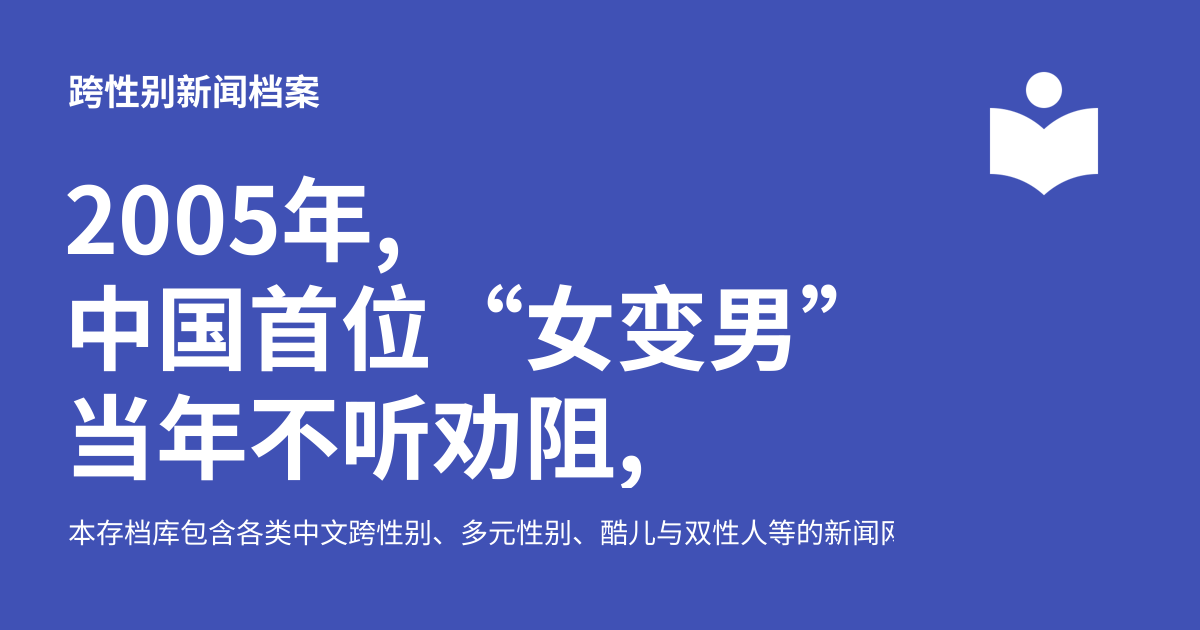 跨性别新闻档案
2005年，
中国首位“女变男”
当年不听劝阻，
本存档库包含各类中文跨性别、多元性别、酷儿与双性人等的新闻